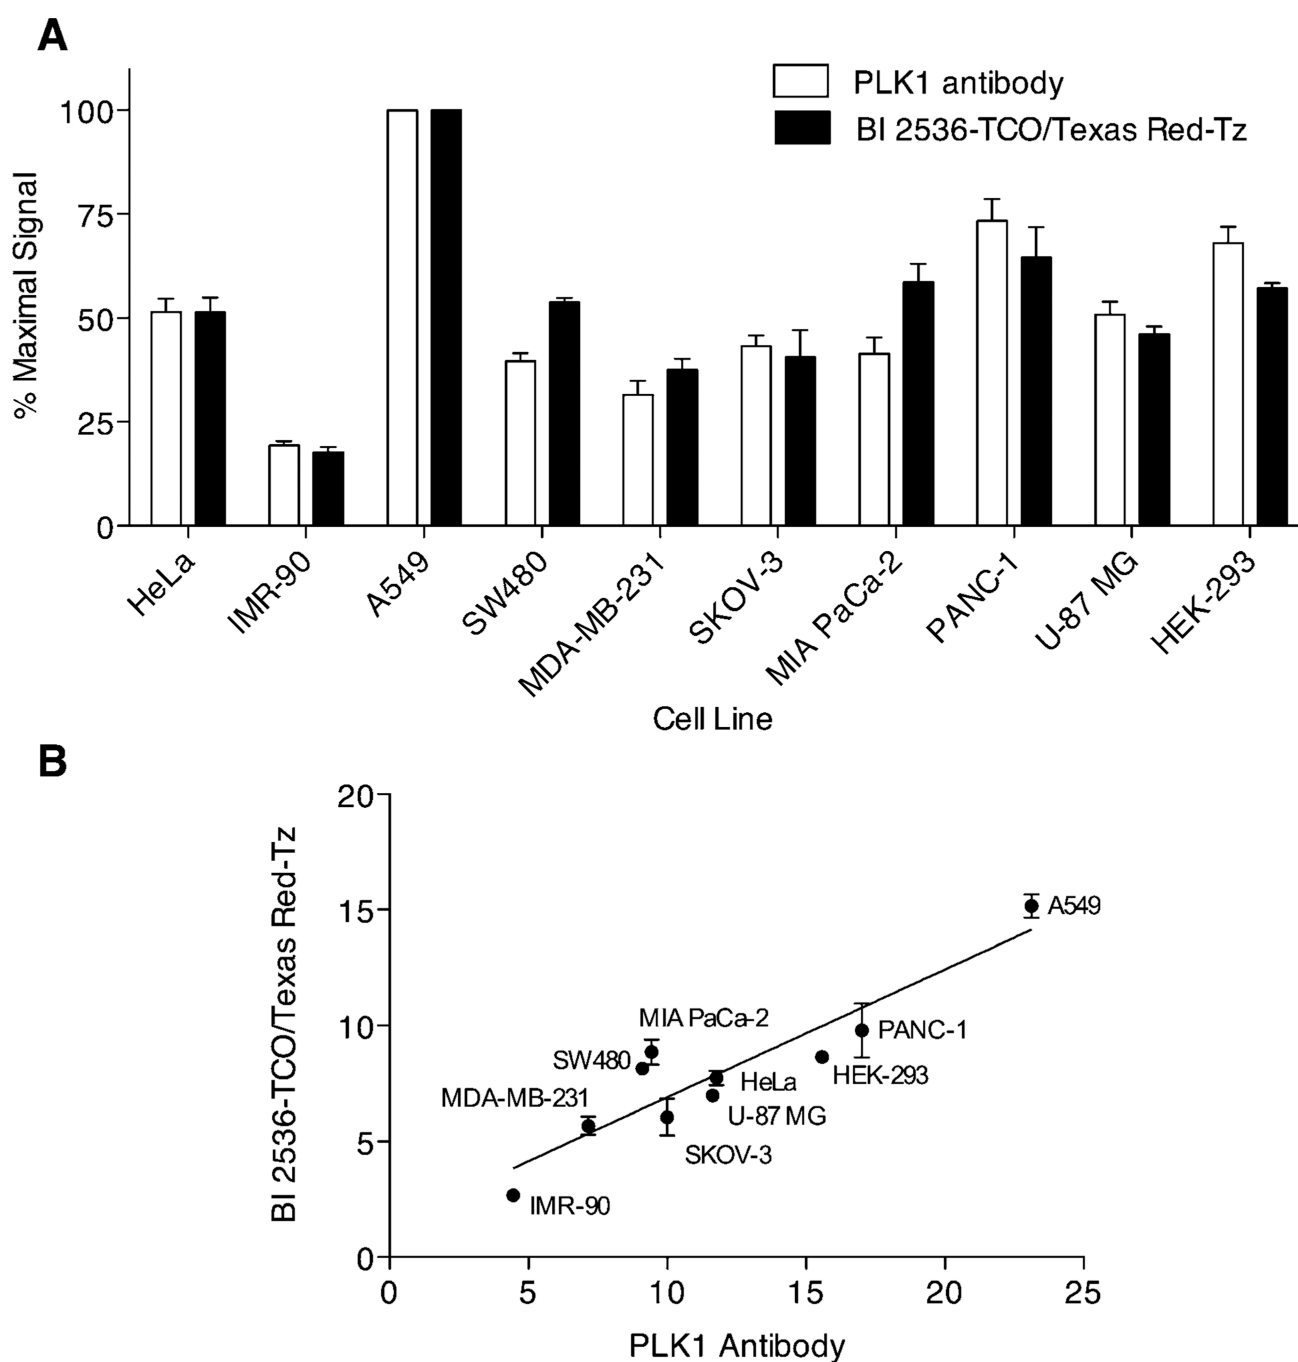 A
PLK1 antibody
BI 2536-TCO/Texas Red-Tz
% Maximal Signal
100
75
50
25
0
HeLa
IMR-90
A549
SW480
MDA-MB-231
SKOV-3
MIA PaCa-2
PANC-1
U-87 MG
HEK-293
Cell Line
B
BI 2536-TCO/Texas Red-Tz
20
15
10
5
0
A549
MIA PaCa-2
PANC-1
SW480
HEK-293
HeLa
MDA-MB-231
U-87 MG
SKOV-3
IMR-90
0
5
10
15
20
25
PLK1 Antibody